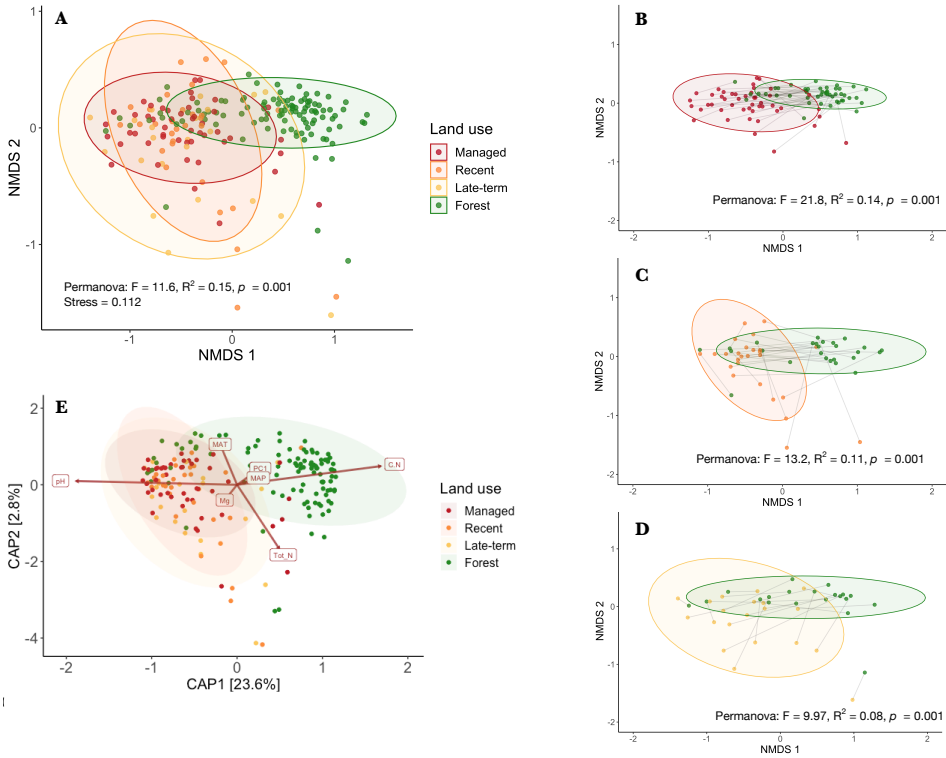 A
1
0
-1
NMDS 2
-1
0
1
NMDS 1
Permanova: F = 11.6, R² = 0.15, p = 0.001
Stress = 0.112
Land use
Managed
Recent
Late-term
Forest
B
1
0
-1
-2
NMDS 2
Permanova: F = 21.8, R² = 0.14, p = 0.001
-2
-1
0
1
2
NMDS 1
C
1
0
-1
-2
NMDS 2
Permanova: F = 13.2, R² = 0.11, p = 0.001
-2
-1
0
1
2
NMDS 1
D
1
0
-1
-2
NMDS 2
Permanova: F = 9.97, R² = 0.08, p = 0.001
-2
-1
0
1
2
NMDS 1
E
2
0
-2
-4
CAP2 [2.8%]
MAT
PC1
MAP
C.N
pH
Mg
Tot_N
-2
-1
0
1
2
CAP1 [23.6%]
Land use
Managed
Recent
Late-term
Forest